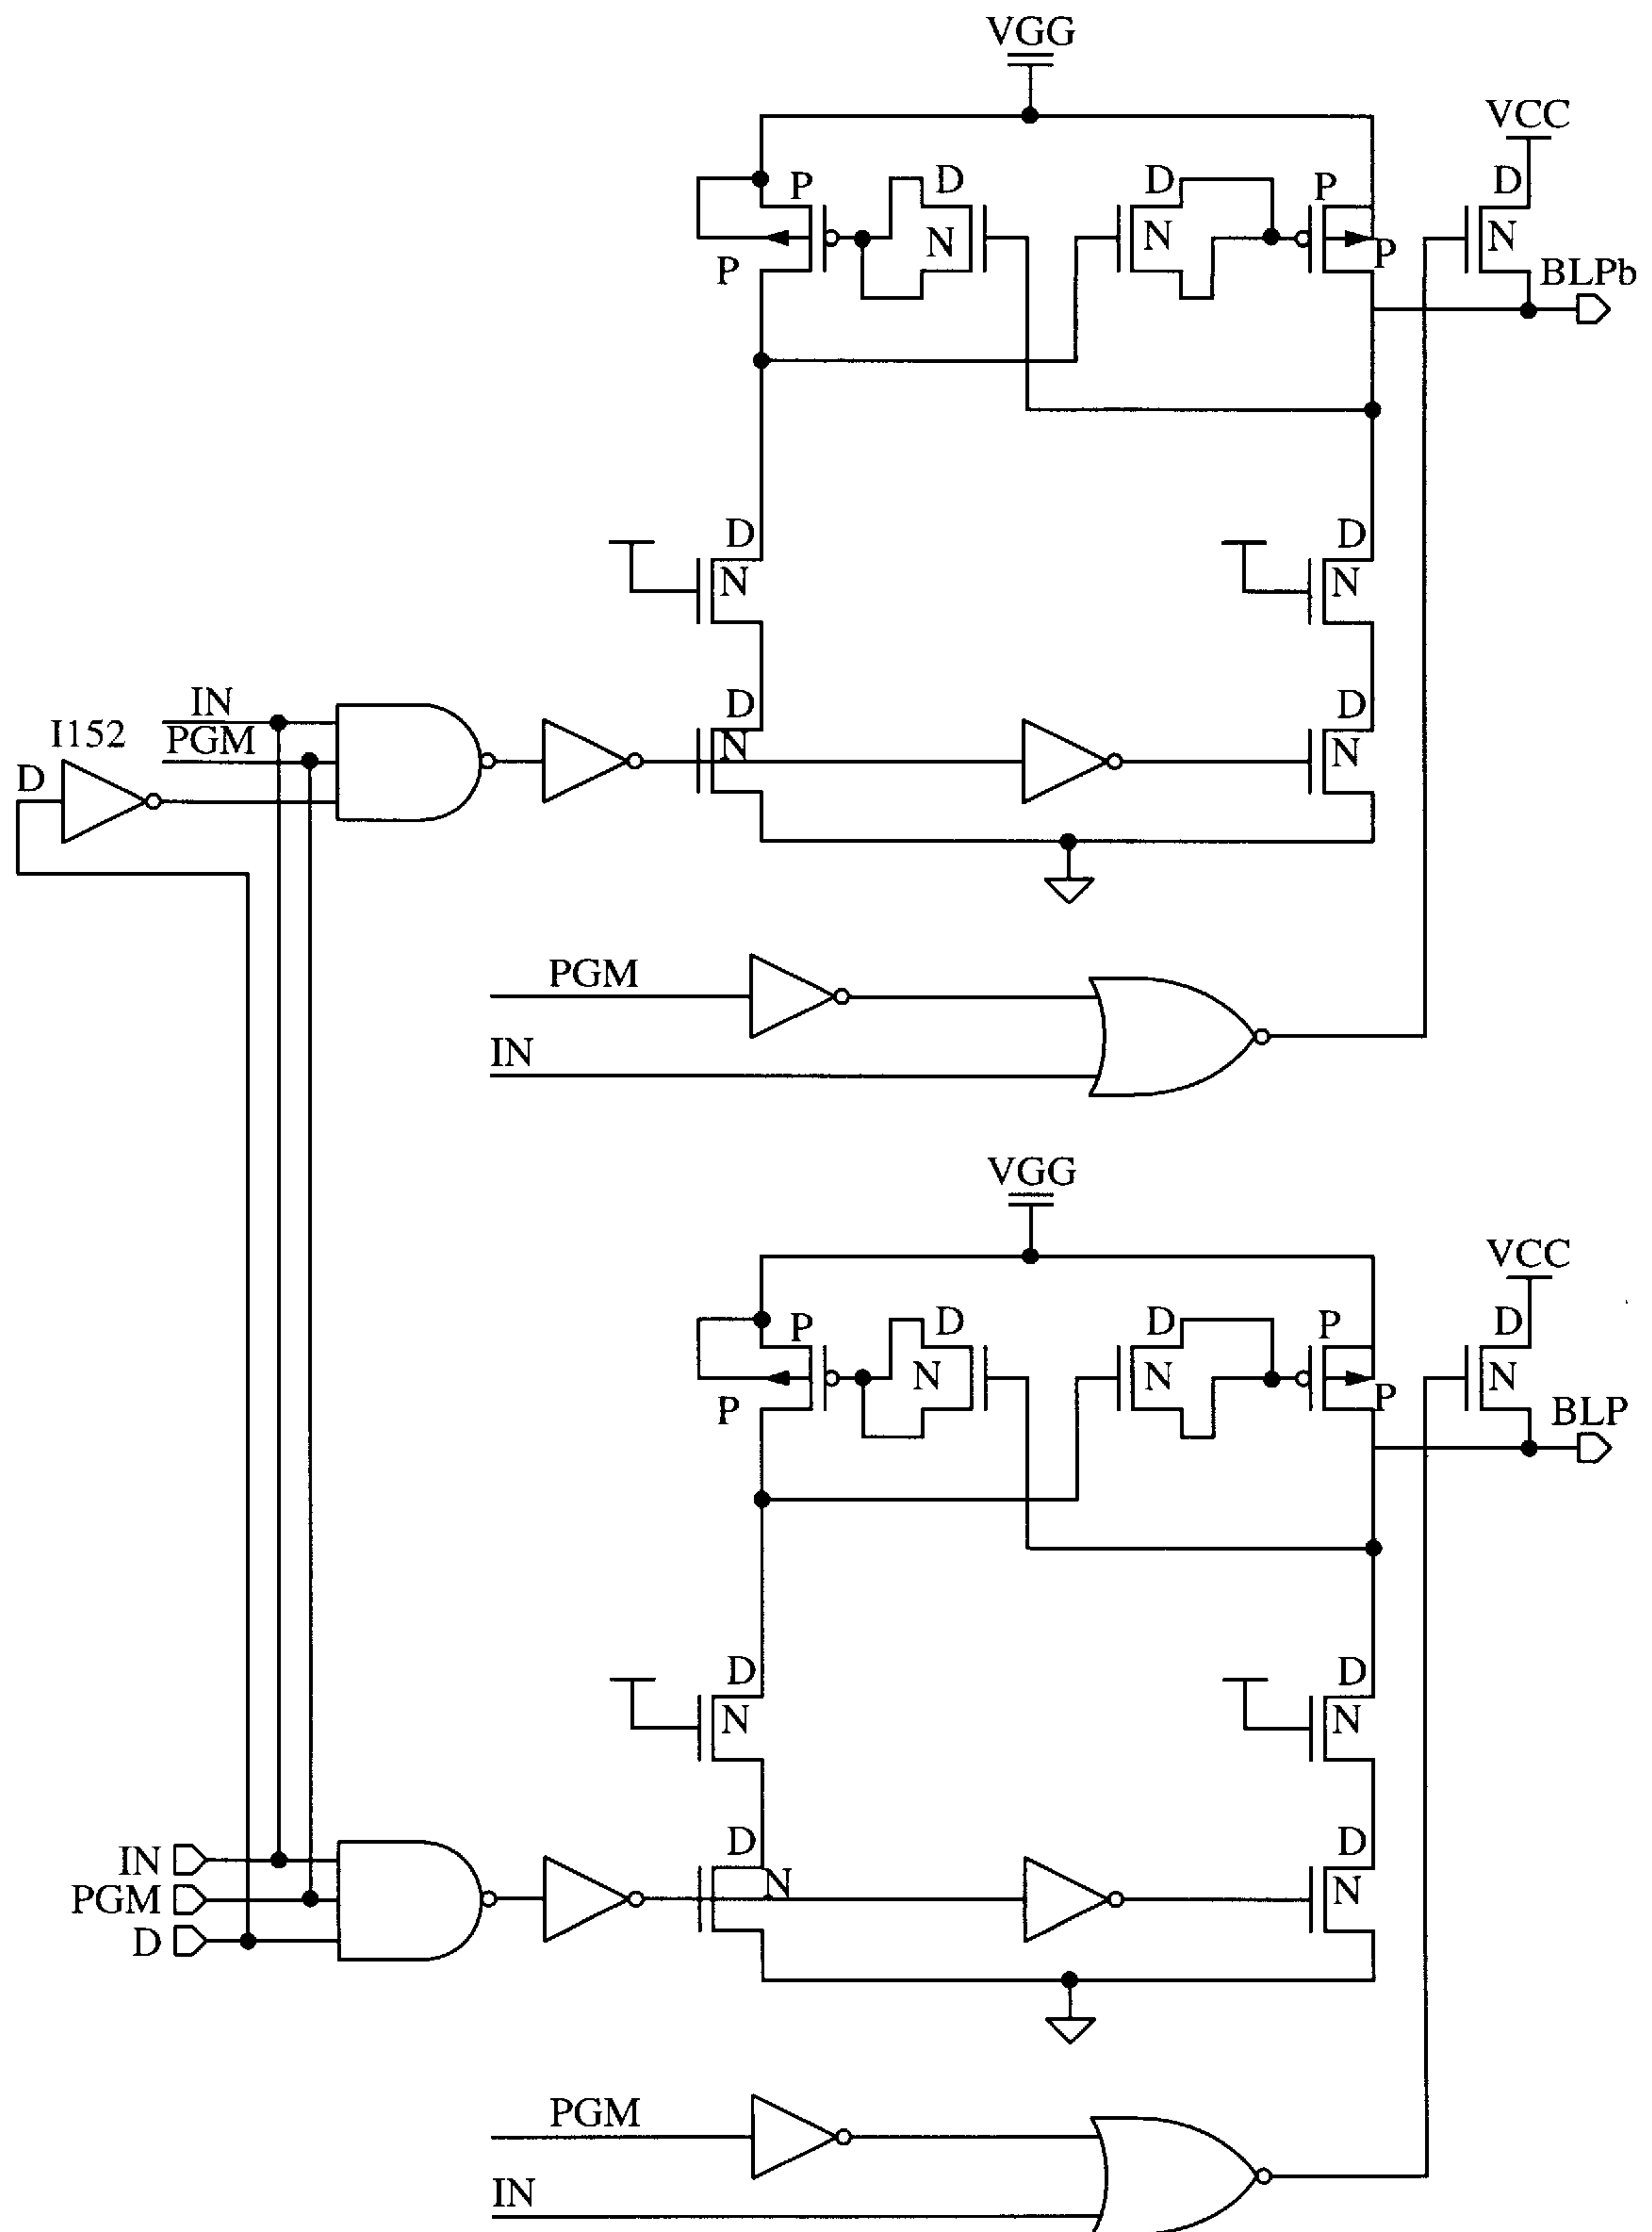 VGG
VCC
P D D P D
N N N
P P
BLPb
D D
N N
IN
D D
I152 PGM N N
D
PGM
IN
VGG
VCC
P D D P D
N N N
P P BLP
D D
N N
D D
IN N N
PGM
D
PGM
IN